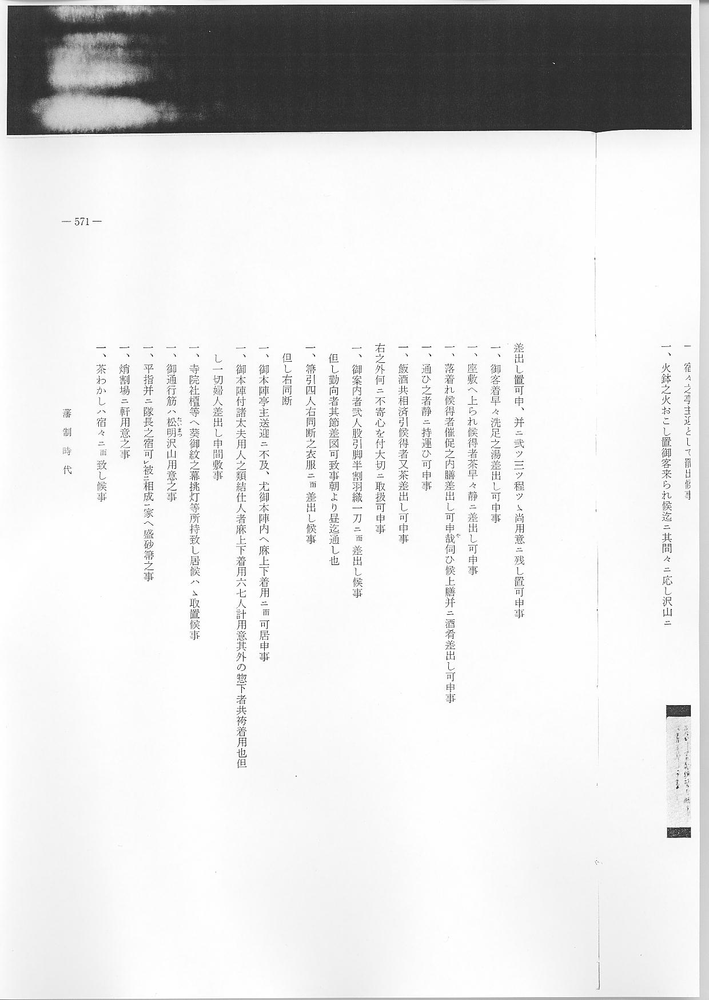 宿々之亭主迎として罷出候事
一、火鉢之火おこし置御客来られ候迄ニ其間々ニ応し沢山ニ
差出し置可申、并ニ弐ツ三ツ程ツヽ尚用意ニ残し置可申事
一、御客着早々洗足之湯差出し可申事
一、座敷へ上られ候得者茶早々静ニ差出し可申事
一、落着れ候得者催促之内膳差出し可申哉伺ひ候上膳并ニ酒肴差出し可申事
や
一、通ひ之者静ニ持運ひ可申事
一、飯酒共相済引候得者又茶差出し可申事
右之外何ニ不寄心を付大切ニ取扱可申事
一、御案内者弐人股引脚半割羽織一刀ニ而差出し候事
但し勤向者其節差図可致事朝より昼迄通し也
一、箒引四人右同断之衣服ニ而差出し候事
但し右同断
一、御本陣亭主送迎ニ不及、尤御本陣内へ麻上下着用ニ而可居申事
一、御本陣付諸太夫用人之類結仕人者麻上下着用六七人計用意其外の惣下者共袴着用也但
し一切婦人差出し申間敷事
一、寺院社檀等へ葵御紋之幕挑灯等所持致し居候ハヽ取置候事
一、御通行筋ハ松明沢山用意之事
たいまつ
一、平指并ニ隊長之宿可レ被ニ相成ニ家へ盛砂箒之事
一、焇割場ニ軒用意之事
一、茶わかしハ宿々ニ而致し候事
藩制時代
— 571 —